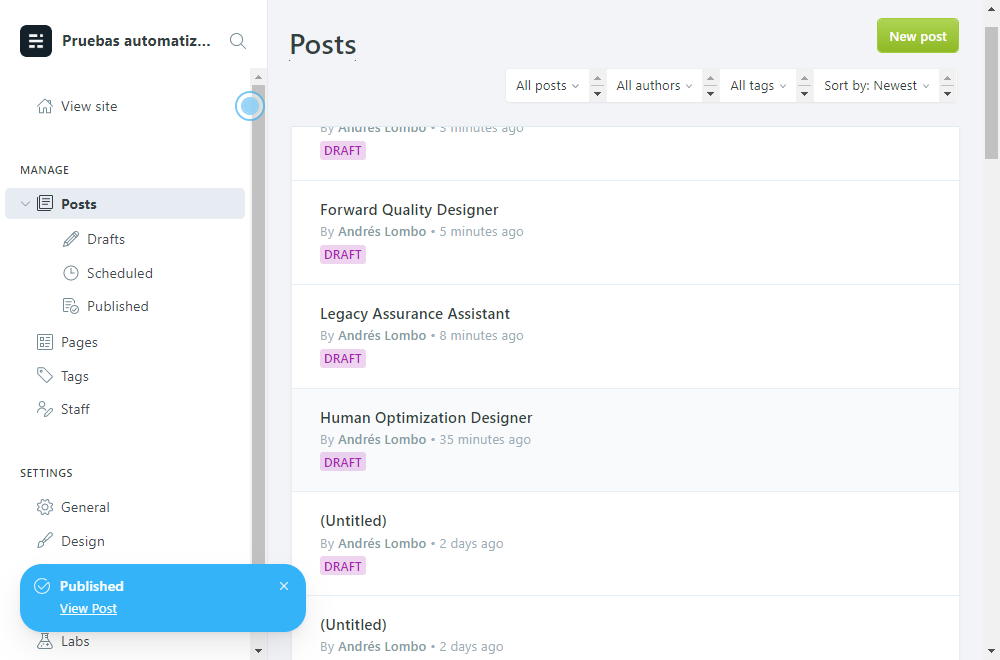 Pruebas automatiz...
View site
MANAGE
Posts
Drafts
Scheduled
Published
Pages
Tags
Staff
SETTINGS
General
Design
Published
View Post
Labs
Posts
New post
All posts
All authors
All tags
Sort by: Newest
By Andrés Lombo • 3 minutes ago
DRAFT
Forward Quality Designer
By Andrés Lombo • 5 minutes ago
DRAFT
Legacy Assurance Assistant
By Andrés Lombo • 8 minutes ago
DRAFT
Human Optimization Designer
By Andrés Lombo • 35 minutes ago
DRAFT
(Untitled)
By Andrés Lombo • 2 days ago
DRAFT
(Untitled)
By Andrés Lombo • 2 days ago